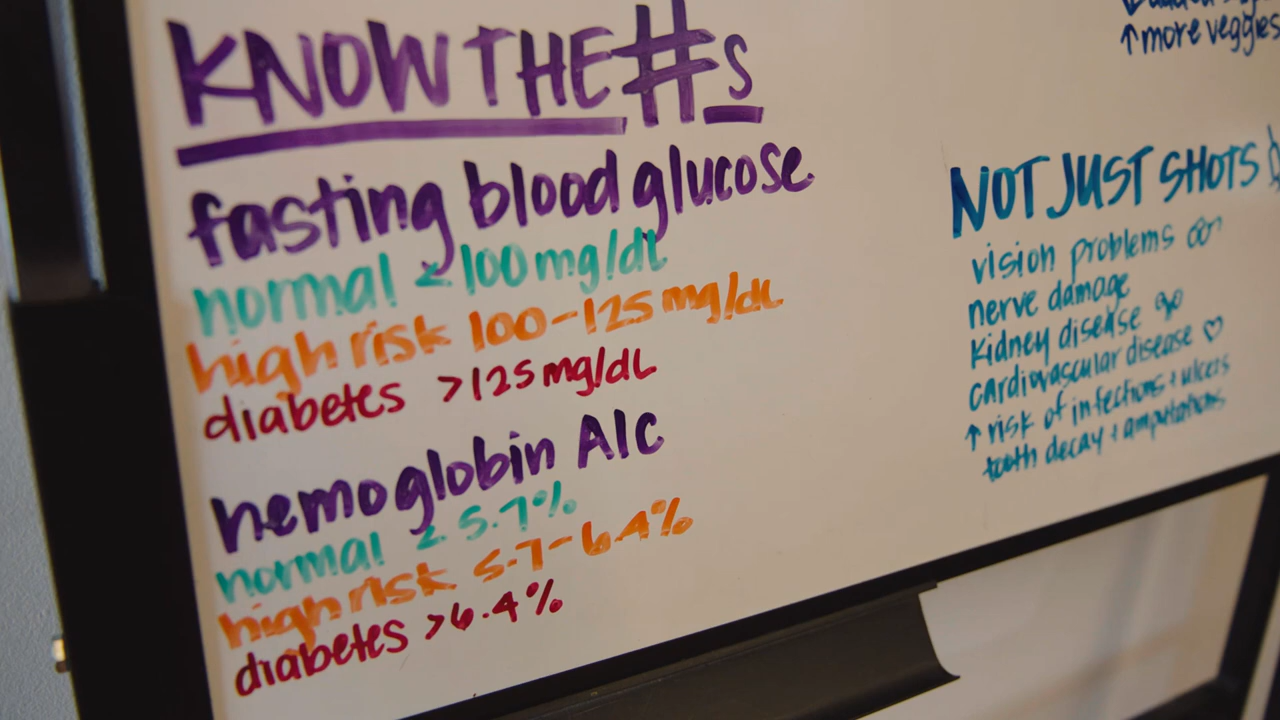 KNOW THE #s
fasting blood glucose
normal < 100 mg/dL
high risk 100-125 mg/dL
diabetes >125 mg/dL
hemoglobin A1C
normal < 5.7%
high risk 5.7-6.4%
diabetes >6.4%
↑ more veggies
NOT JUST SHOTS
vision problems
nerve damage
kidney disease
cardiovascular disease ♡
↑ risk of infections + ulcers
tooth decay + amputations